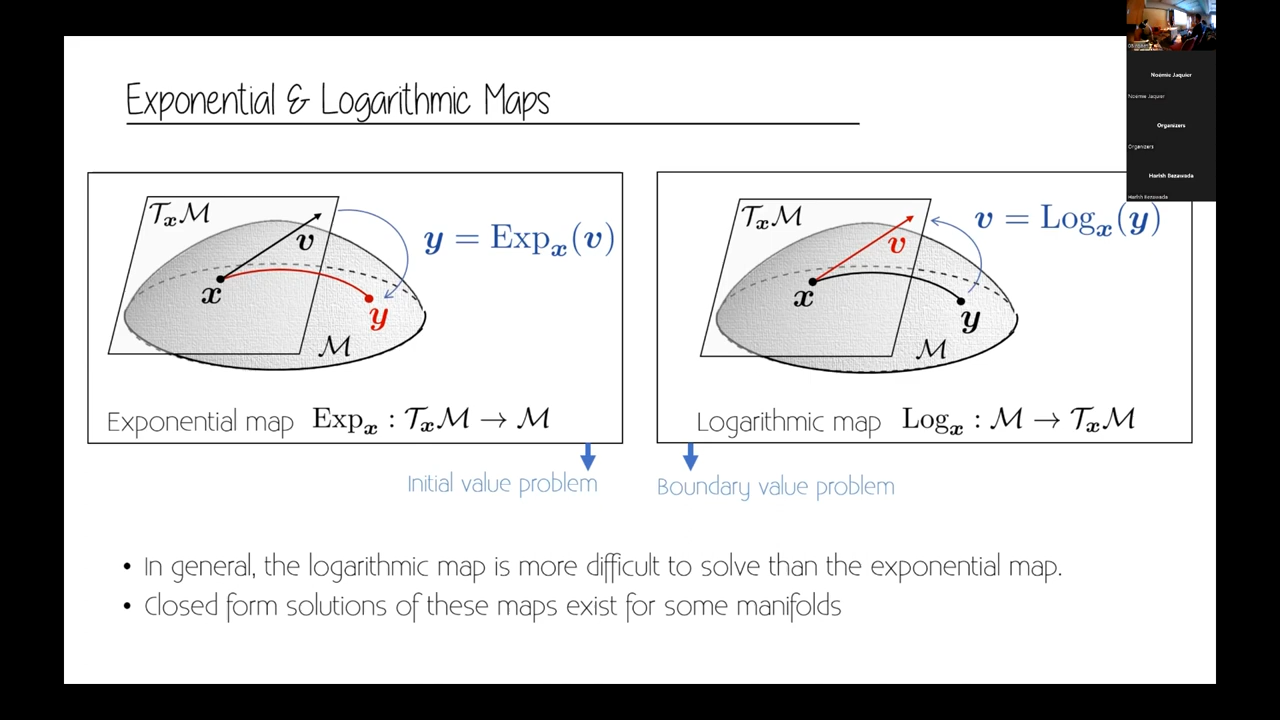 Exponential & Logarithmic Maps
Noémie Jaquier
Noémie Jaquier
Organizers
Organizers
Harish Bezawada
Harish Bezawada
𝒯ₓℳ
v
x
y
ℳ
y = Expₓ(v)
Exponential map Expₓ : 𝒯ₓℳ → ℳ
𝒯ₓℳ
v
x
y
ℳ
v = Logₓ(y)
Logarithmic map Logₓ : ℳ → 𝒯ₓℳ
Initial value problem
Boundary value problem
• In general, the logarithmic map is more difficult to solve than the exponential map.
• Closed form solutions of these maps exist for some manifolds